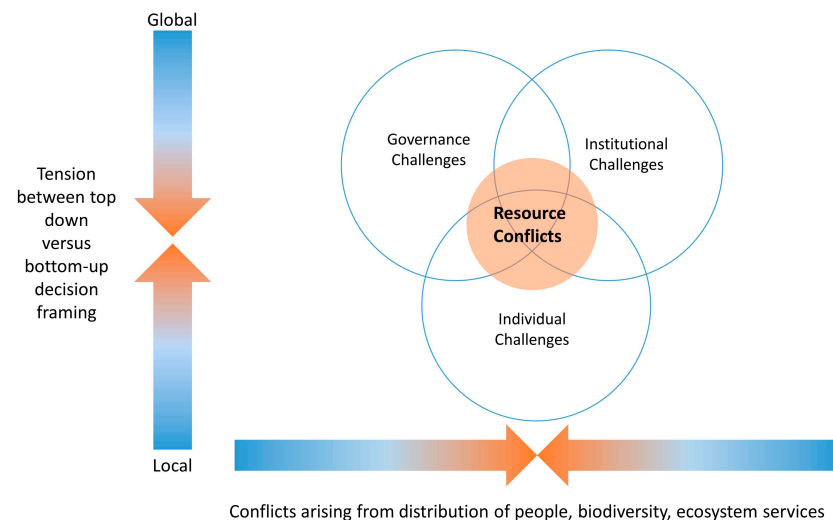 Global
Tension
between top
down
versus
bottom-up
decision
framing
Local
Governance
Challenges
Institutional
Challenges
Resource
Conflicts
Individual
Challenges
Conflicts arising from distribution of people, biodiversity, ecosystem services